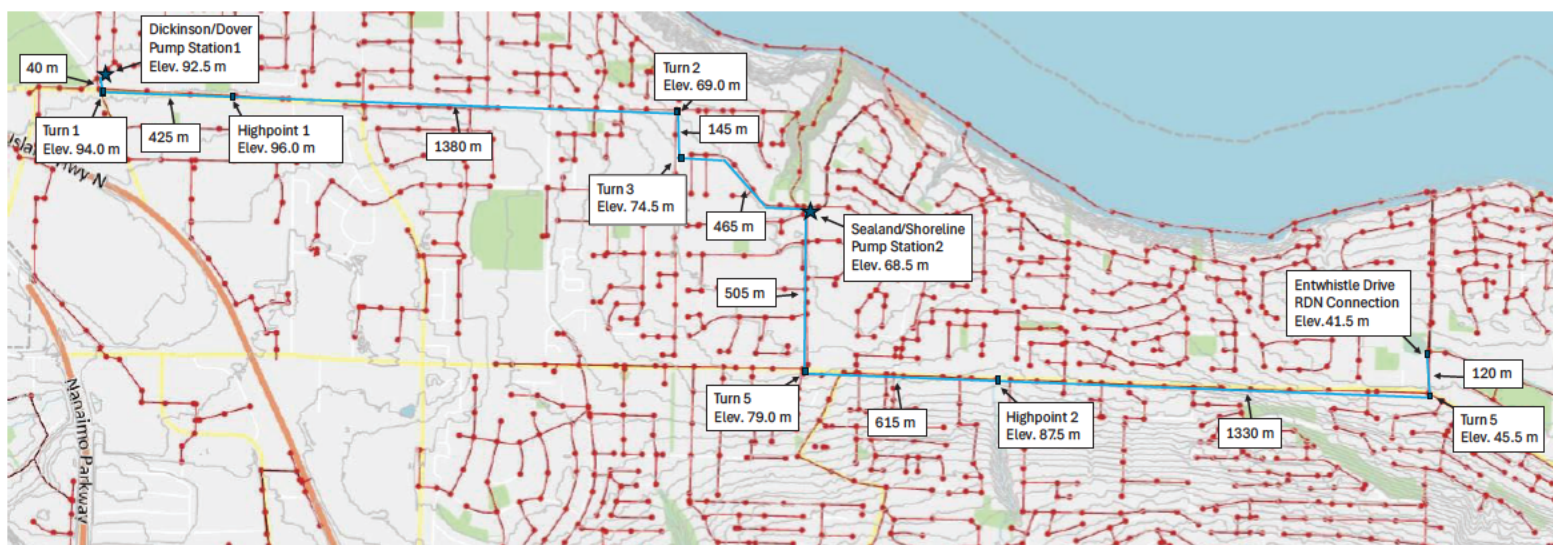 Dickinson/Dover
Pump Station1
Elev. 92.5 m
40 m
Turn 1
Elev. 94.0 m
425 m
Highpoint 1
Elev. 96.0 m
1380 m
Turn 2
Elev. 69.0 m
145 m
Turn 3
Elev. 74.5 m
465 m
Sealand/Shoreline
Pump Station2
Elev. 68.5 m
505 m
Turn 5
Elev. 79.0 m
615 m
Highpoint 2
Elev. 87.5 m
1330 m
Entwhistle Drive
RDN Connection
Elev.41.5 m
120 m
Turn 5
Elev. 45.5 m
Hwy N
Nanaimo Parkway